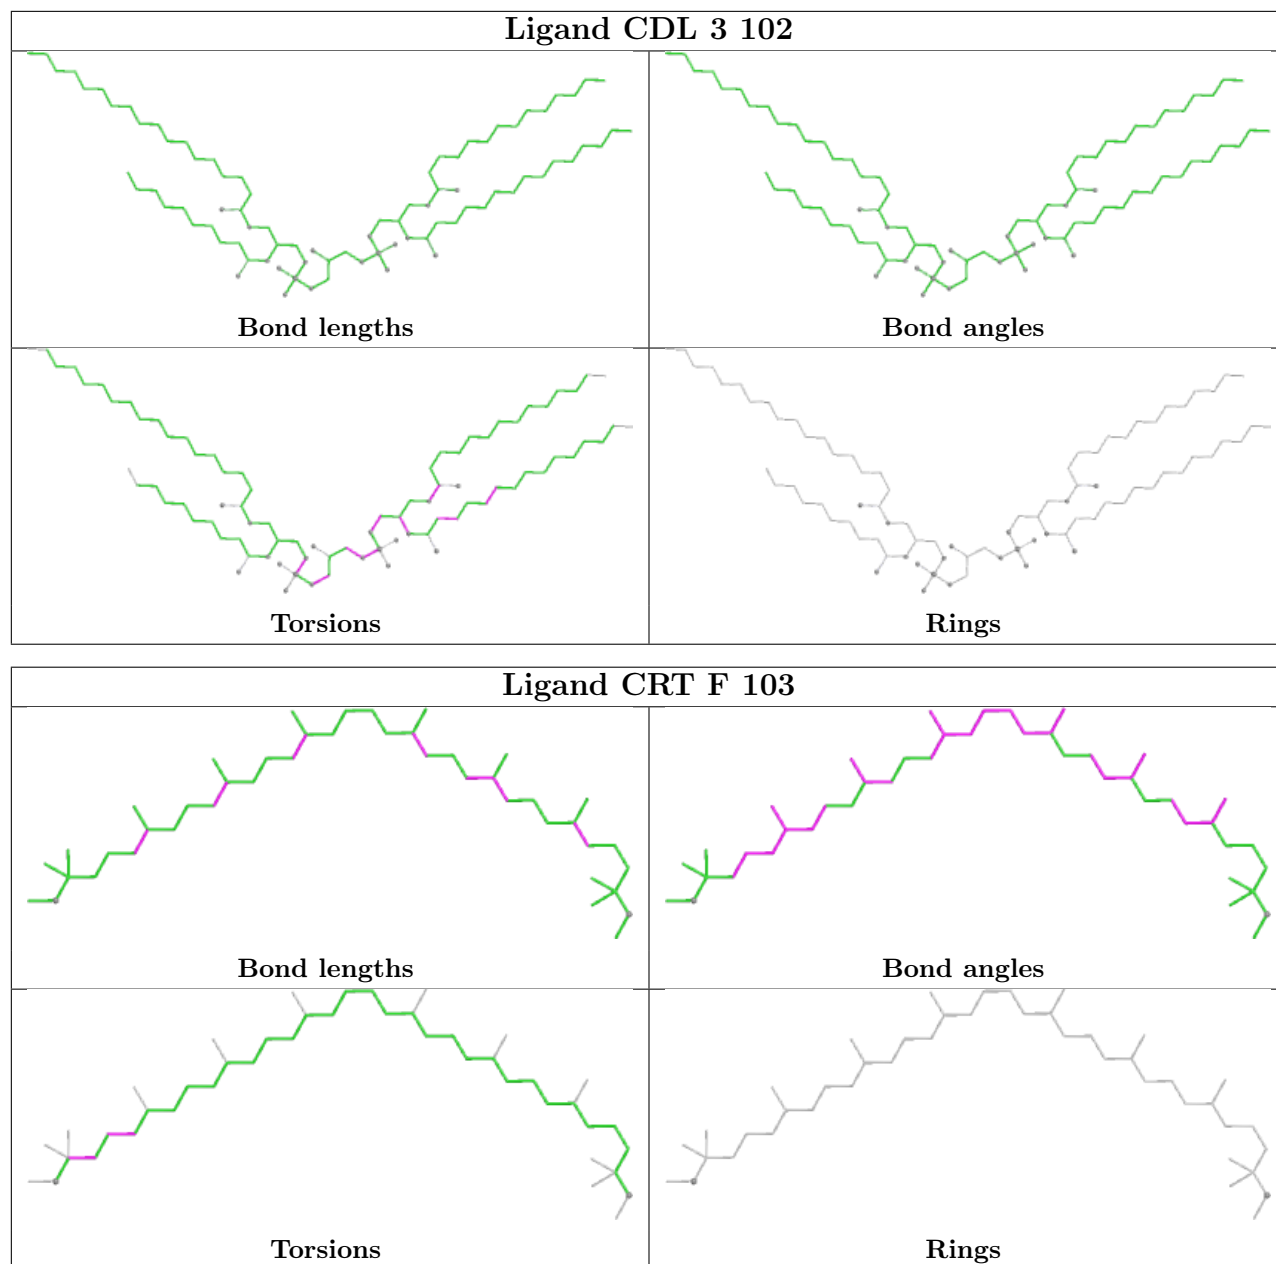 Ligand CDL 3 102
Bond lengths
Bond angles
Torsions
Rings
Ligand CRT F 103
Bond lengths
Bond angles
Torsions
Rings